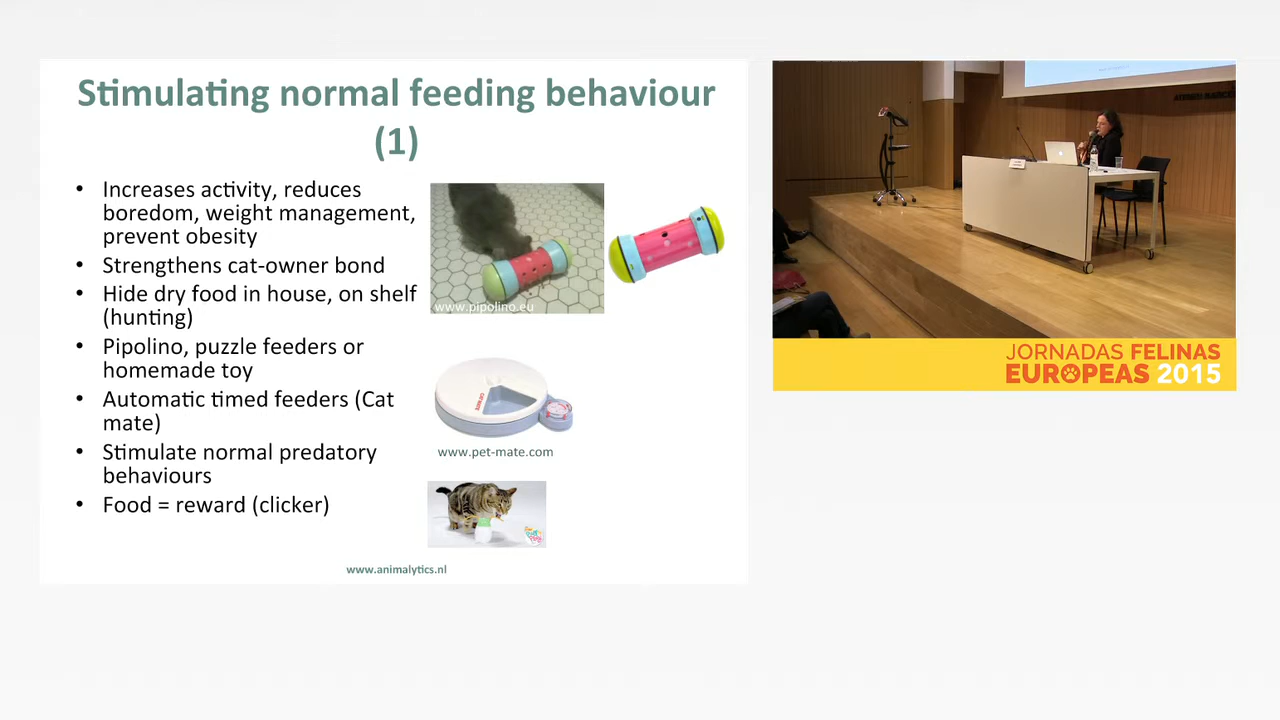 Stimulating normal feeding behaviour
(1)
• Increases activity, reduces
boredom, weight management,
prevent obesity
• Strengthens cat-owner bond
• Hide dry food in house, on shelf
(hunting)
• Pipolino, puzzle feeders or
homemade toy
• Automatic timed feeders (Cat
mate)
• Stimulate normal predatory
behaviours
• Food = reward (clicker)
www.pipolino.eu
www.pet-mate.com
www.animalytics.nl
JORNADAS FELINAS
EUROPEAS 2015